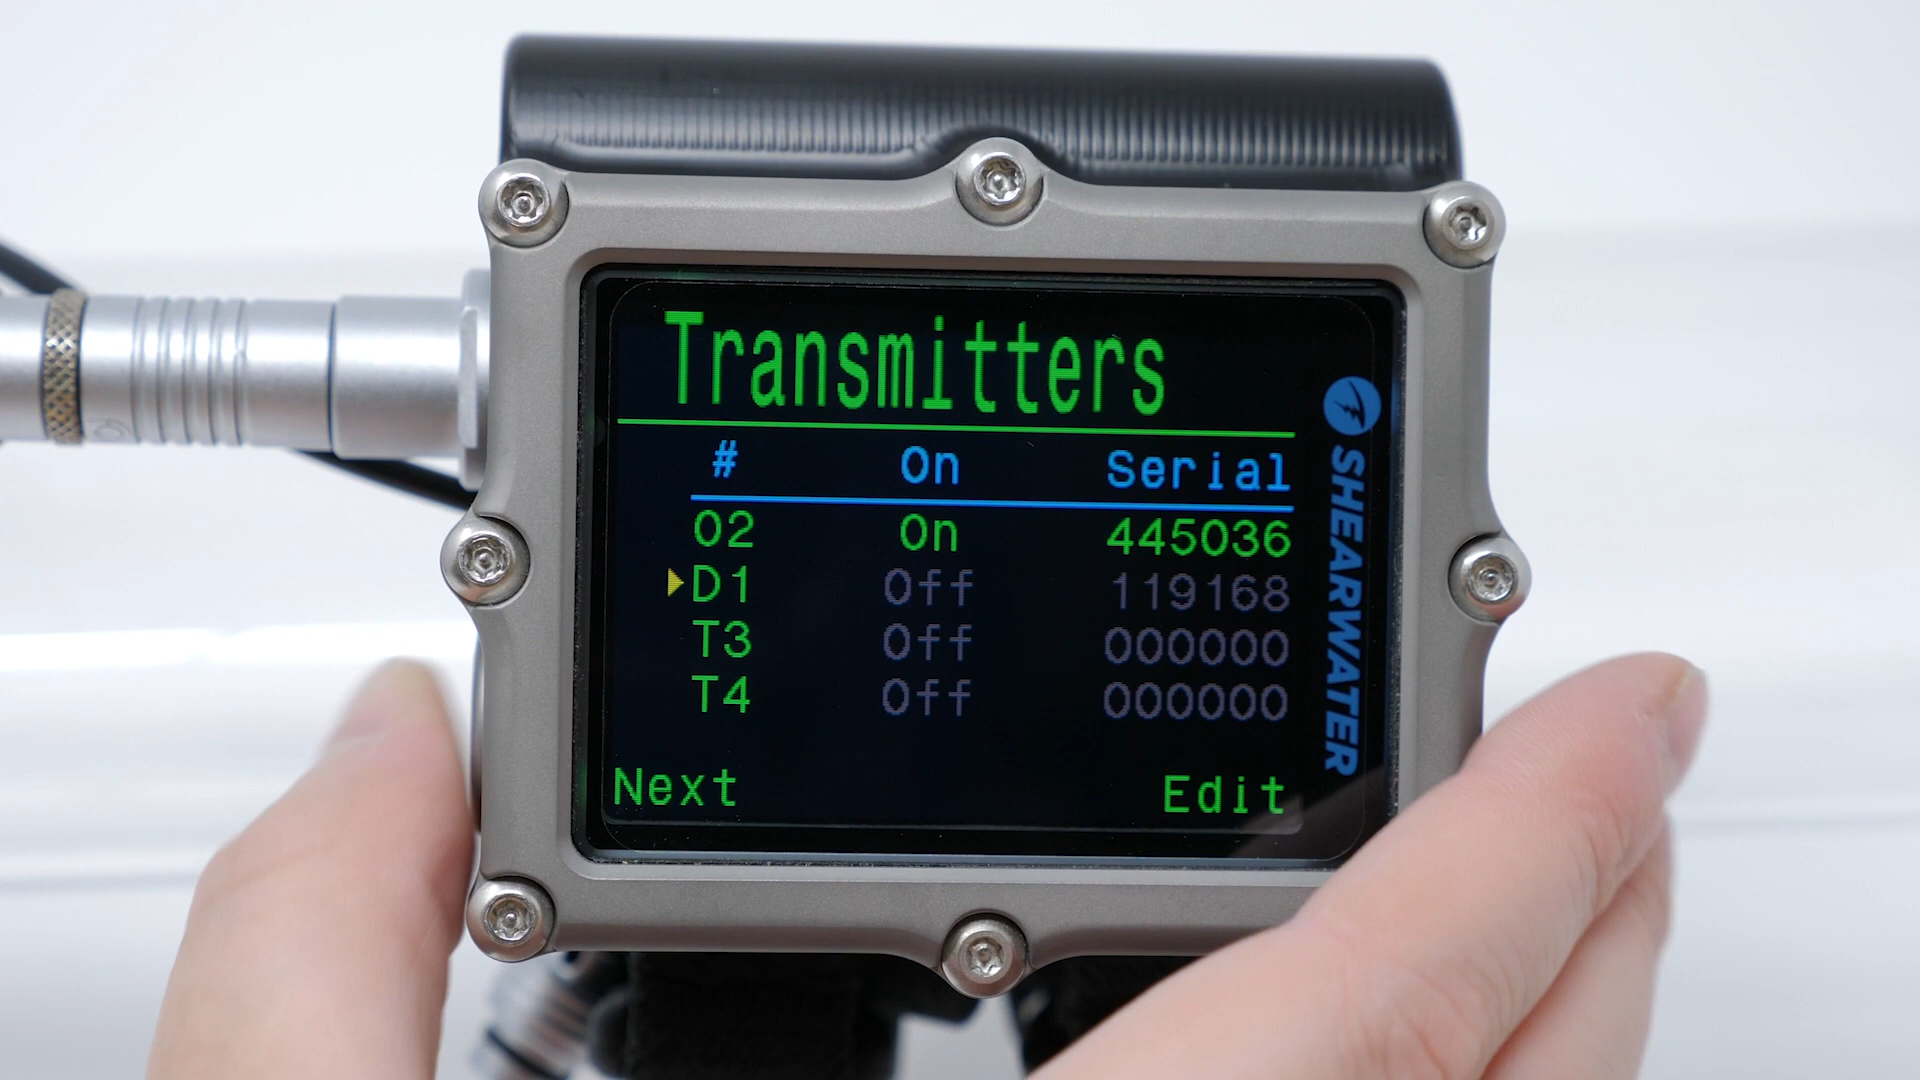 Transmitters
# On Serial
O2 On 445036
D1 Off 119168
T3 Off 000000
T4 Off 000000
Next Edit
SHEARWATER